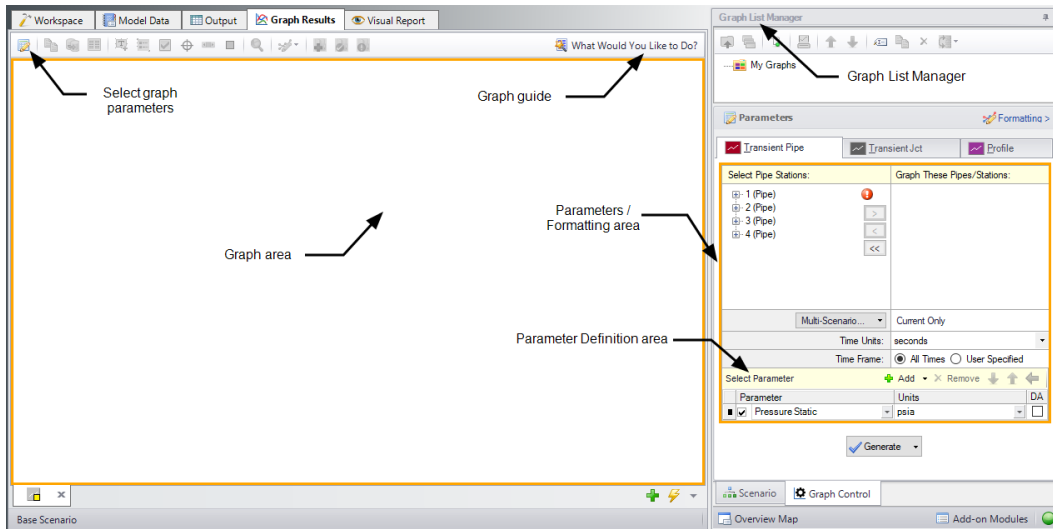 Workspace Model Data Output Graph Results Visual Report
What Would You Like to Do?
Select graph
parameters
Graph guide
Graph area
Base Scenario
Graph List Manager
My Graphs
Graph List Manager
Parameters Formatting >
Transient Pipe Transient Jct Profile
Select Pipe Stations: Graph These Pipes/Stations:
1 (Pipe)
2 (Pipe)
3 (Pipe)
4 (Pipe)
>
<
<<
Parameters /
Formatting area
Multi-Scenario... Current Only
Parameter Definition area
Time Units: seconds
Time Frame: All Times User Specified
Select Parameter Add Remove
Parameter Units DA
Pressure Static psia
Generate
Scenario Graph Control
Overview Map Add-on Modules